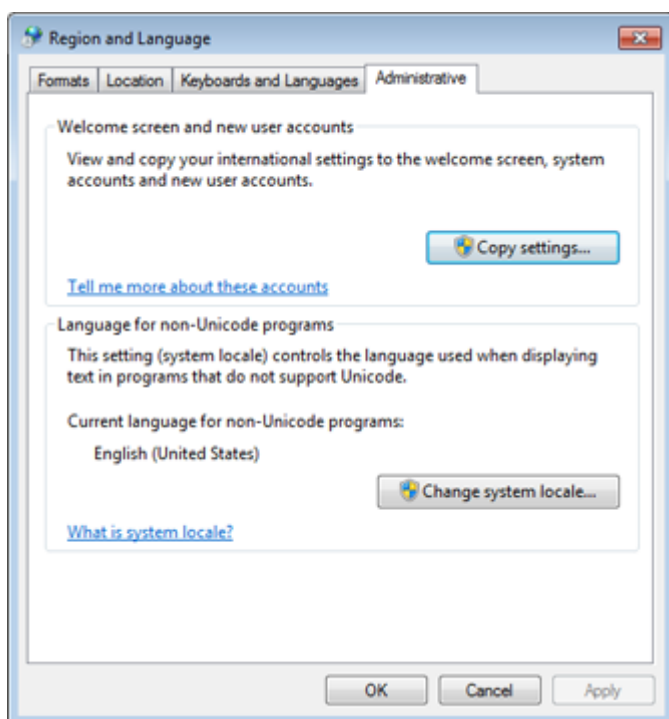 Region and Language
Formats Location Keyboards and Languages Administrative
Welcome screen and new user accounts
View and copy your international settings to the welcome screen, system
accounts and new user accounts.
Copy settings...
Tell me more about these accounts
Language for non-Unicode programs
This setting (system locale) controls the language used when displaying
text in programs that do not support Unicode.
Current language for non-Unicode programs:
English (United States)
Change system locale...
What is system locale?
OK Cancel Apply